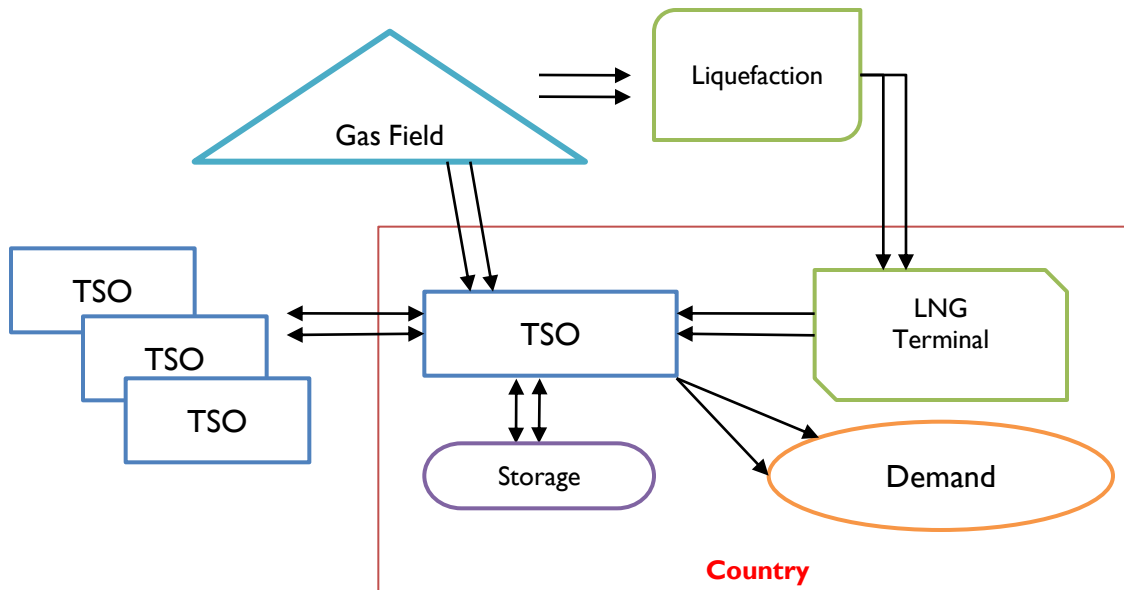 Liquefaction
Gas Field
TSO
TSO
TSO
TSO
LNG
Terminal
Storage
Demand
Country